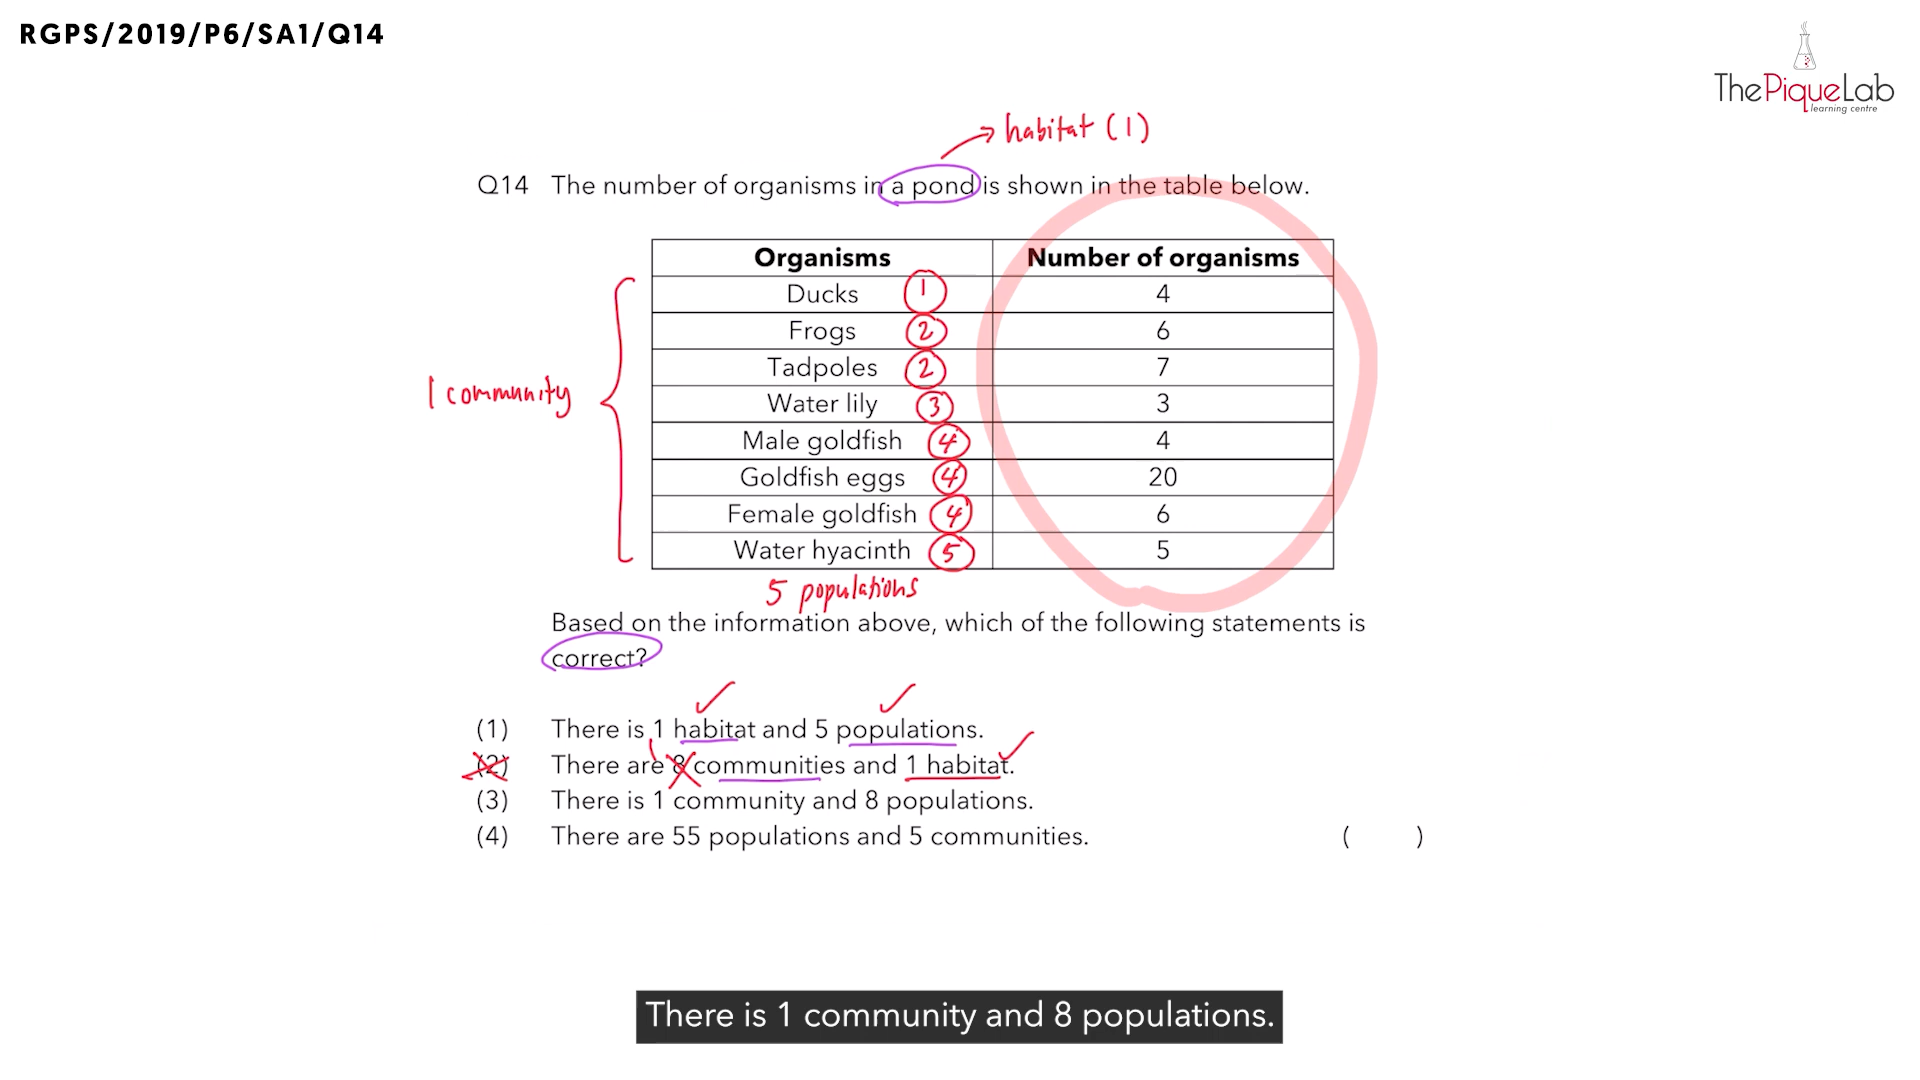 RGPS/2019/P6/SA1/Q14
ThePiqueLab
learning centre
habitat (1)
Q14 The number of organisms in a pond is shown in the table below.
Organisms Number of organisms
Ducks 1 4
Frogs 2 6
Tadpoles 2 7
1 community
Water lily 3 3
Male goldfish 4 4
Goldfish eggs 4 20
Female goldfish 4 6
Water hyacinth 5 5
5 populations
Based on the information above, which of the following statements is
correct?
(1) There is 1 habitat and 5 populations.
(2) There are 8 communities and 1 habitat.
(3) There is 1 community and 8 populations.
(4) There are 55 populations and 5 communities. ( )
There is 1 community and 8 populations.